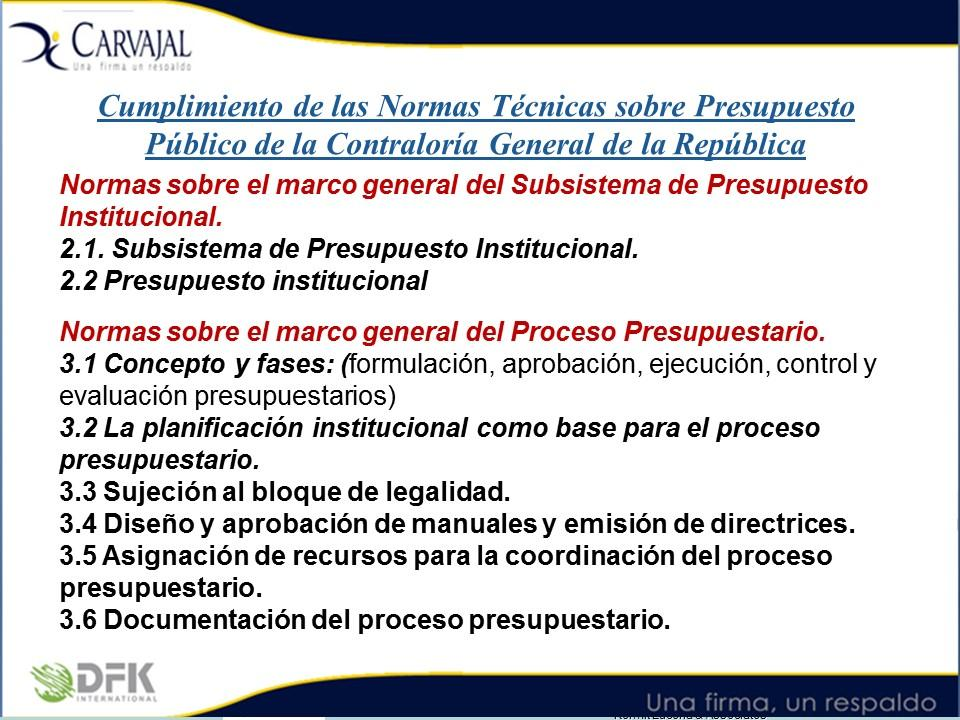 CARVAJAL
Una firma un respaldo
Cumplimiento de las Normas Técnicas sobre Presupuesto
Público de la Contraloría General de la República
Normas sobre el marco general del Subsistema de Presupuesto
Institucional.
2.1. Subsistema de Presupuesto Institucional.
2.2 Presupuesto institucional
Normas sobre el marco general del Proceso Presupuestario.
3.1 Concepto y fases: (formulación, aprobación, ejecución, control y
evaluación presupuestarios)
3.2 La planificación institucional como base para el proceso
presupuestario.
3.3 Sujeción al bloque de legalidad.
3.4 Diseño y aprobación de manuales y emisión de directrices.
3.5 Asignación de recursos para la coordinación del proceso
presupuestario.
3.6 Documentación del proceso presupuestario.
DFK
INTERNATIONAL
Una firma, un respaldo